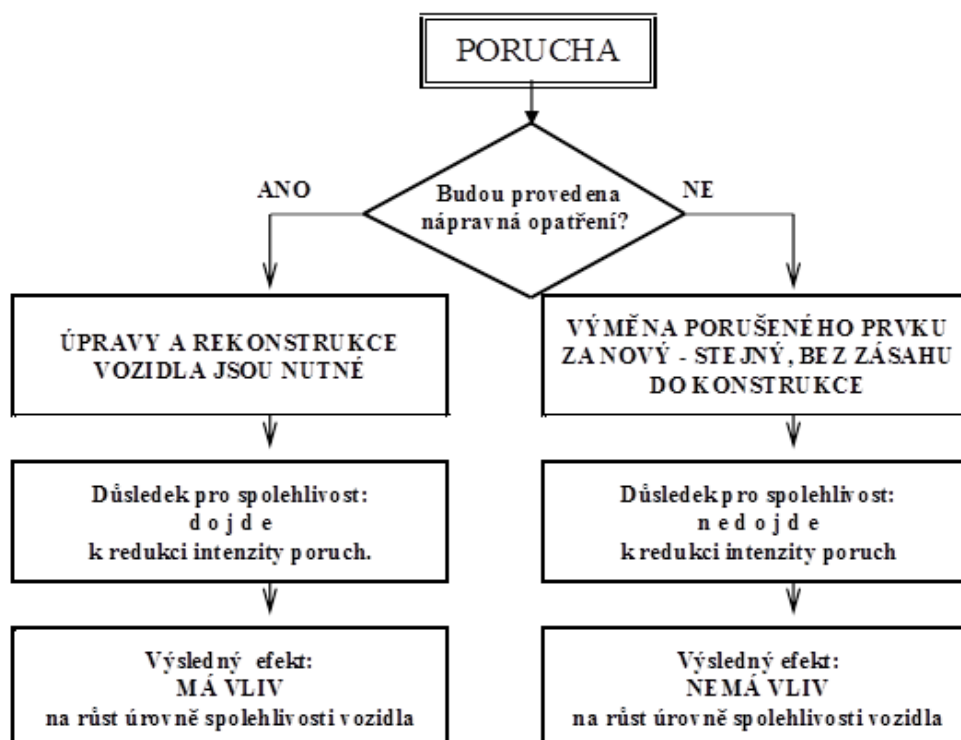 PORUCHA
ANO
Budou provedena
nápravná opatření?
NE
ÚPRAVY A REKONSTRUKCE
VOZIDLA JSOU NUTNÉ
VÝMĚNA PORUŠENÉHO PRVKU
ZA NOVÝ - STEJNÝ, BEZ ZÁSAHU
DO KONSTRUKCE
Důsledek pro spolehlivost:
d o j d e
k redukci intenzity poruch.
Důsledek pro spolehlivost:
n e d o j d e
k redukci intenzity poruch
Výsledný efekt:
MÁ VLIV
na růst úrovně spolehlivosti vozidla
Výsledný efekt:
NEMÁ VLIV
na růst úrovně spolehlivosti vozidla